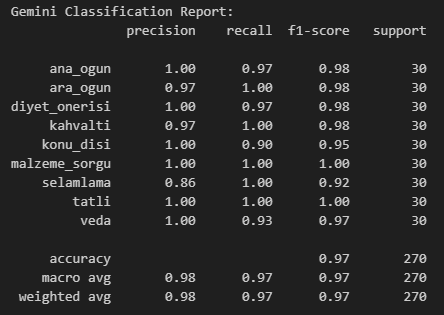 Gemini Classification Report:
precision recall f1-score support
ana_ogun 1.00 0.97 0.98 30
ara_ogun 0.97 1.00 0.98 30
diyet_onerisi 1.00 0.97 0.98 30
kahvalti 0.97 1.00 0.98 30
konu_disi 1.00 0.90 0.95 30
malzeme_sorgu 1.00 1.00 1.00 30
selamlama 0.86 1.00 0.92 30
tatli 1.00 1.00 1.00 30
veda 1.00 0.93 0.97 30
accuracy 0.97 270
macro avg 0.98 0.97 0.97 270
weighted avg 0.98 0.97 0.97 270